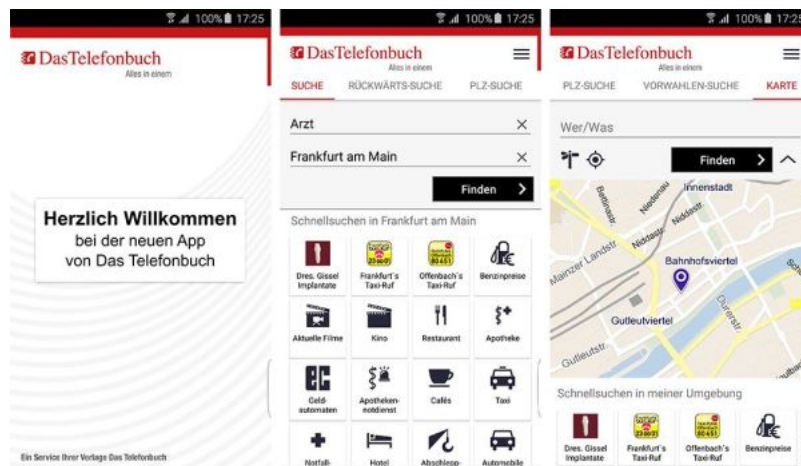 100% 17:25
DasTelefonbuch
Alles in einem
Herzlich Willkommen
bei der neuen App
von Das Telefonbuch
Ein Service Ihrer Verlage Das Telefonbuch
100% 17:25
DasTelefonbuch
Alles in einem
SUCHE RÜCKWÄRTS-SUCHE PLZ-SUCHE
Arzt
Frankfurt am Main
Finden
Schnellsuchen in Frankfurt am Main
Dres. Gissel Implantate
Frankfurt's Taxi-Ruf
Offenbach's Taxi-Ruf
Benzinpreise
Aktuelle Filme
Kino
Restaurant
Apotheke
Geld-
automaten
Apotheken-
notdienst
Cafés
Taxi
Notfall-
Hotel
Abschlepp-
Automobile
100% 17:25
DasTelefonbuch
Alles in einem
PLZ-SUCHE VORWAHLEN-SUCHE KARTE
Wer/Was
Finden
Innenstadt
Bettinastr.
Niedenau
Niddastr.
Niddastr.
Mainzer Landstr.
Bahnhofsviertel
Gutleutviertel
Gutleutstr.
Schnellsuchen in meiner Umgebung
Dres. Gissel Implantate
Frankfurt's Taxi-Ruf
Offenbach's Taxi-Ruf
Benzinpreise